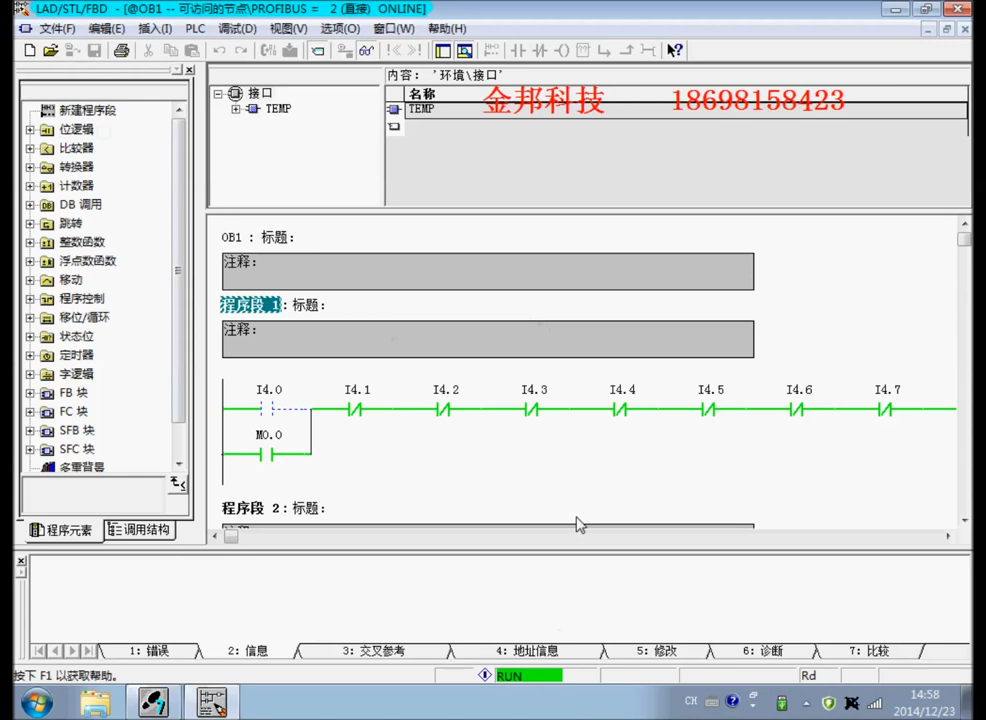 LAD/STL/FBD - [@OB1 -- 可访问的节点\PROFIBUS = 2 (直接) ONLINE]
文件(F) 编辑(E) 插入(I) PLC 调试(D) 视图(V) 选项(O) 窗口(W) 帮助(H)
内容: '环境\接口'
接口
TEMP
名称
TEMP
金邦科技 18698158423
新建程序段
位逻辑
比较器
转换器
计数器
DB 调用
跳转
整数函数
浮点数函数
移动
程序控制
移位/循环
状态位
定时器
字逻辑
FB 块
FC 块
SFB 块
SFC 块
多重背景
程序元素 调用结构
OB1 : 标题:
注释:
程序段 1: 标题:
注释:
I4.0 I4.1 I4.2 I4.3 I4.4 I4.5 I4.6 I4.7
M0.0
程序段 2: 标题:
1: 错误 2: 信息 3: 交叉参考 4: 地址信息 5: 修改 6: 诊断 7: 比较
按下 F1 以获取帮助。 RUN Rd
CH 14:58
2014/12/23